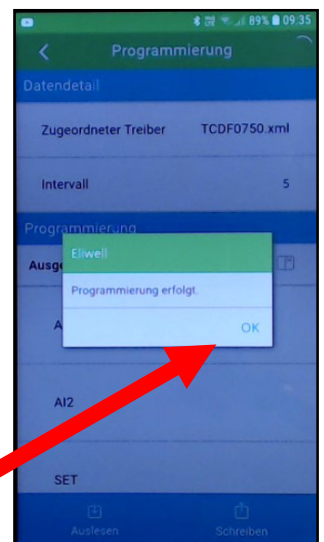 89% 09:35
Programmierung
Datendetail
Zugeordneter Treiber TCDF0750.xml
Intervall 5
Programmierung
Ausge
Eliwell
Programmierung erfolgt.
OK
A
AI2
SET
Auslesen Schreiben